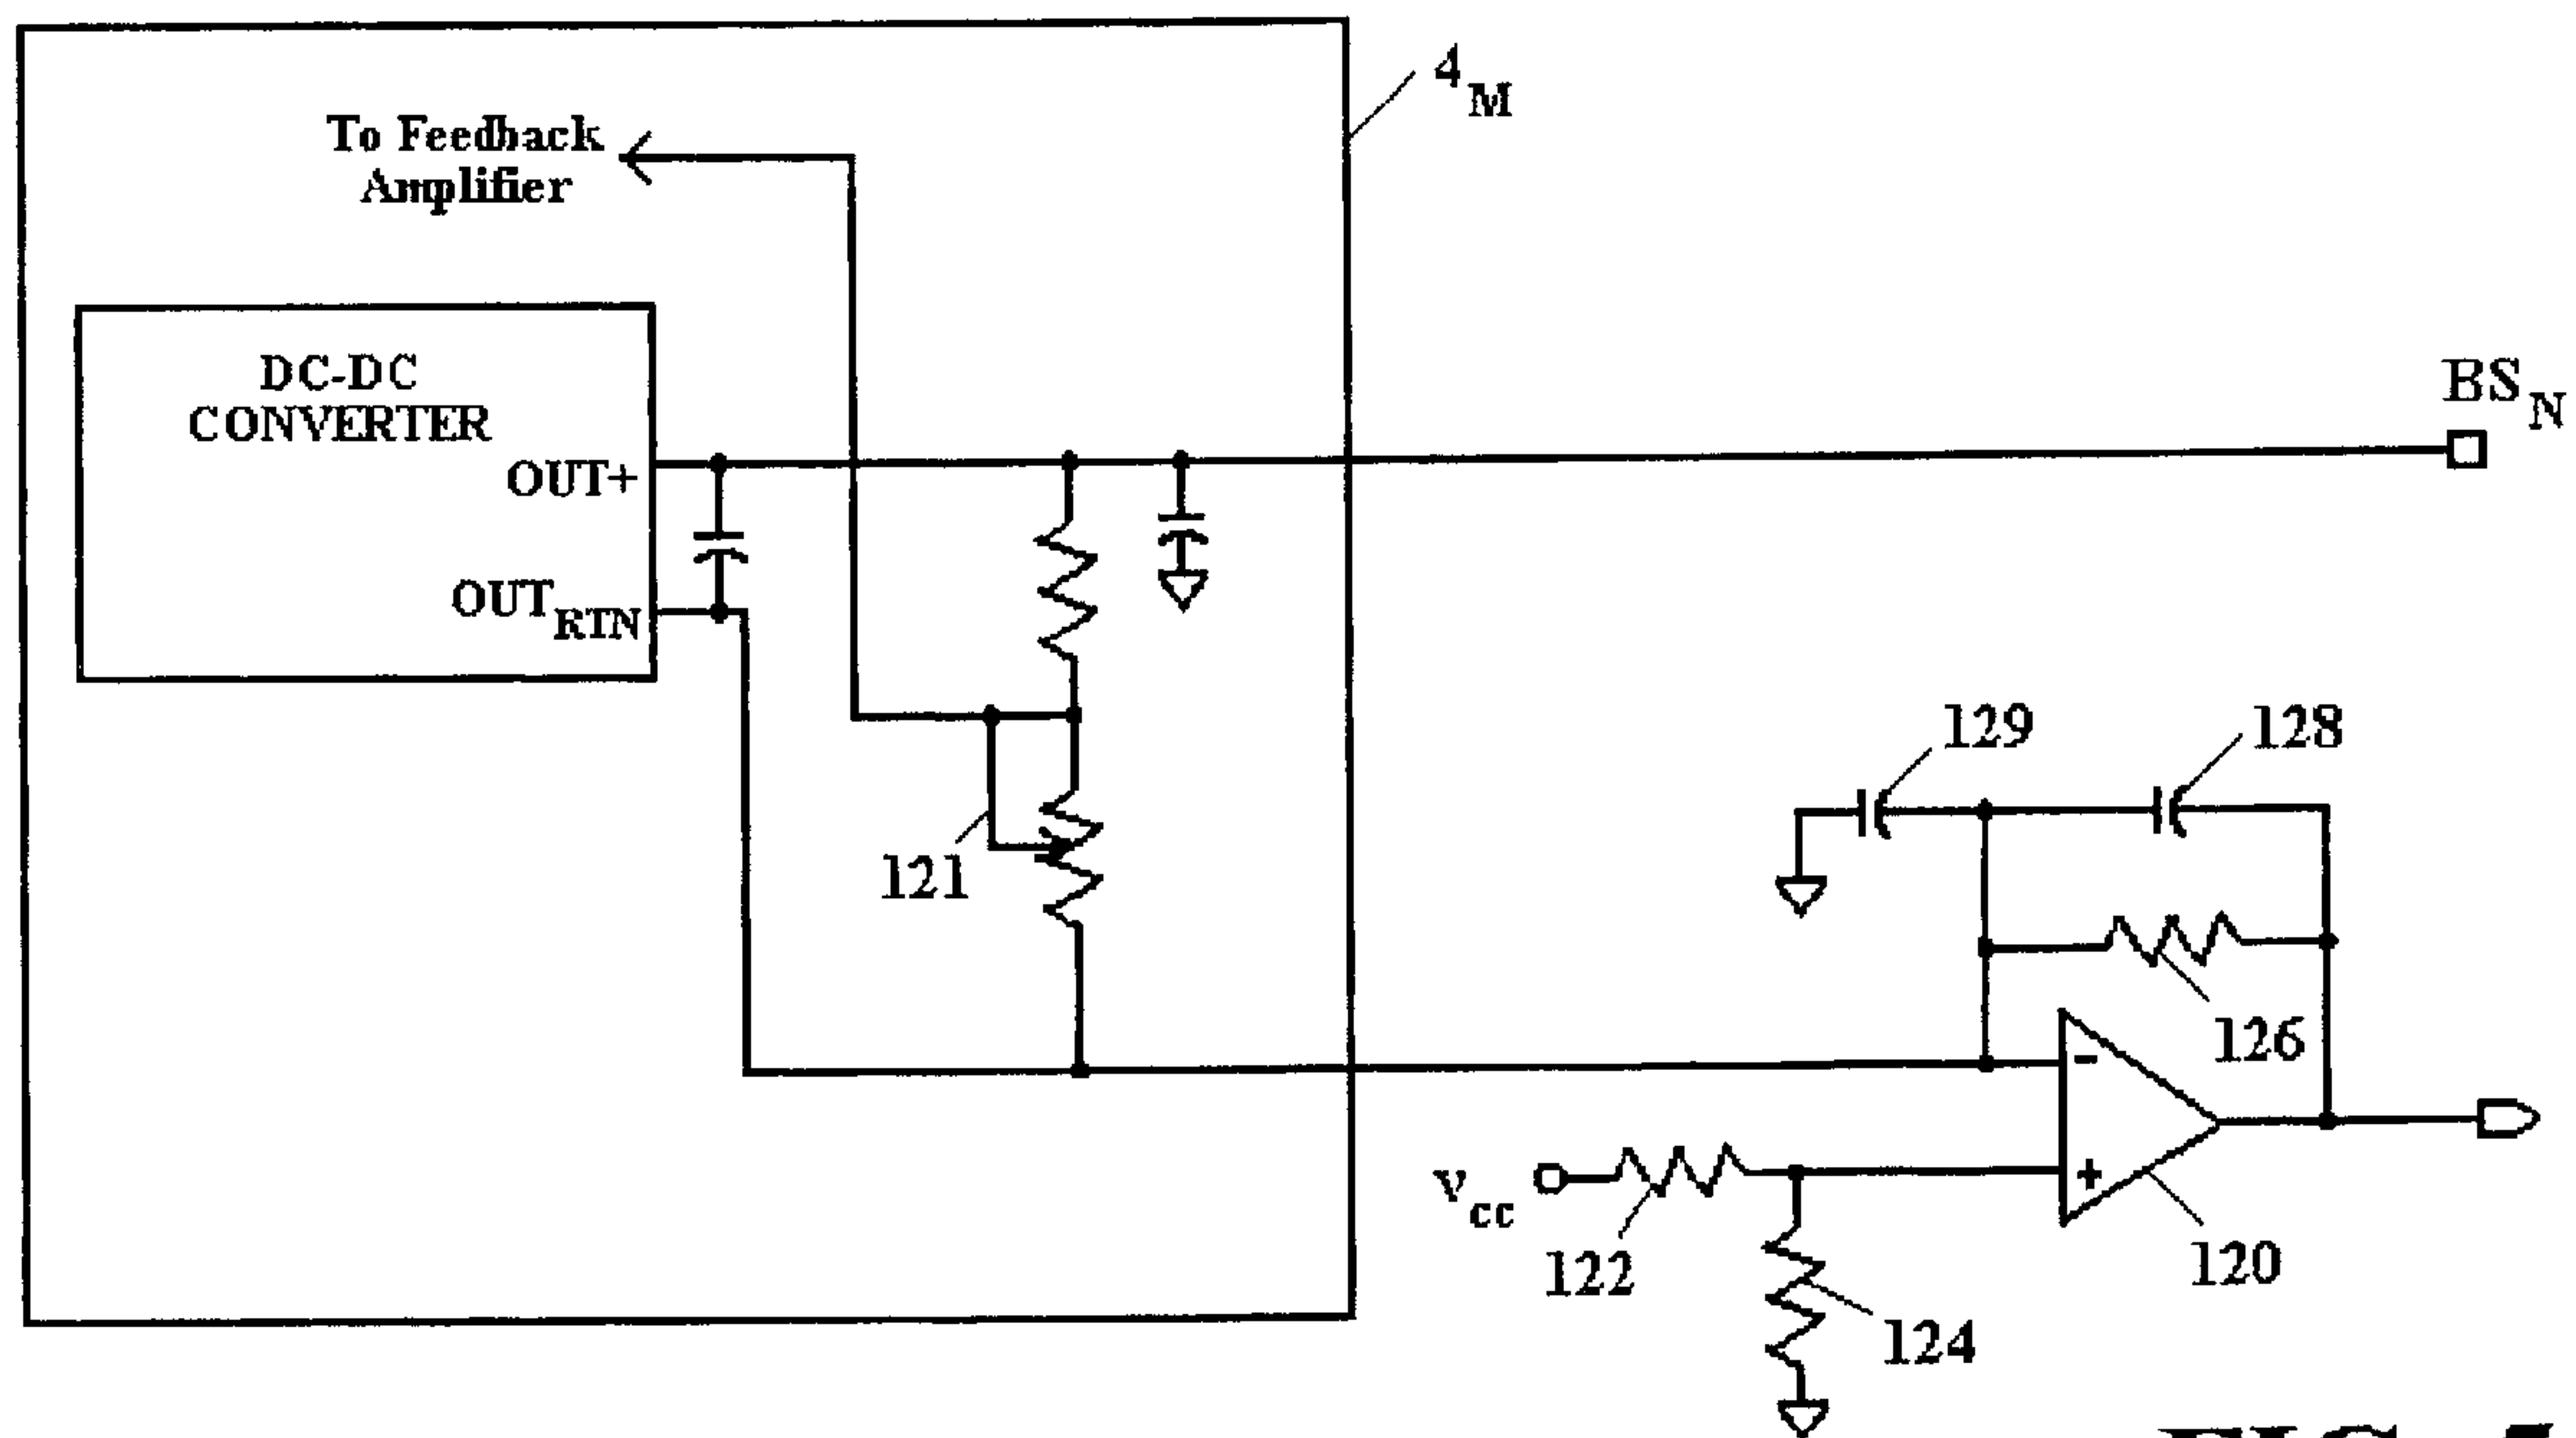 4M
To Feedback
Amplifier
DC-DC
CONVERTER
OUT+
OUTRTN
BSN
121
129
128
126
Vcc
122
124
120